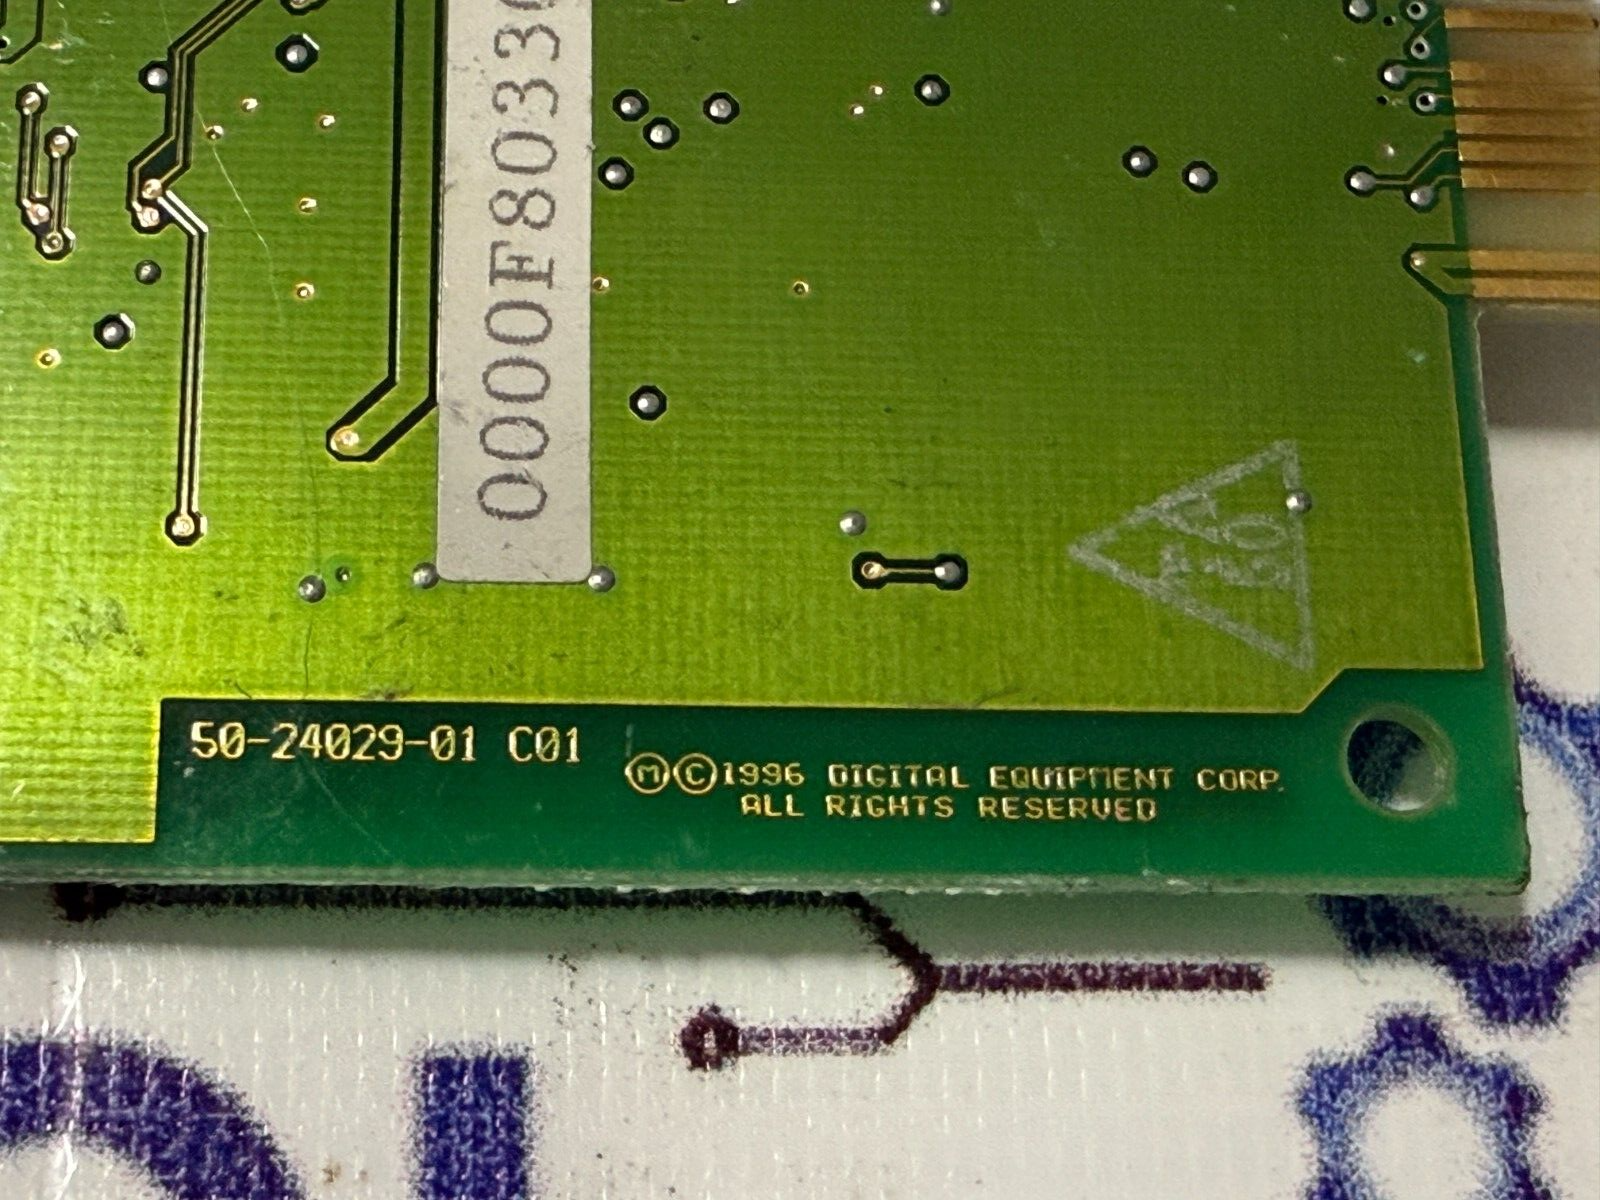 0000F8033
50-24029-01 C01
ⓂⒸ1996 DIGITAL EQUIPMENT CORP.
ALL RIGHTS RESERVED